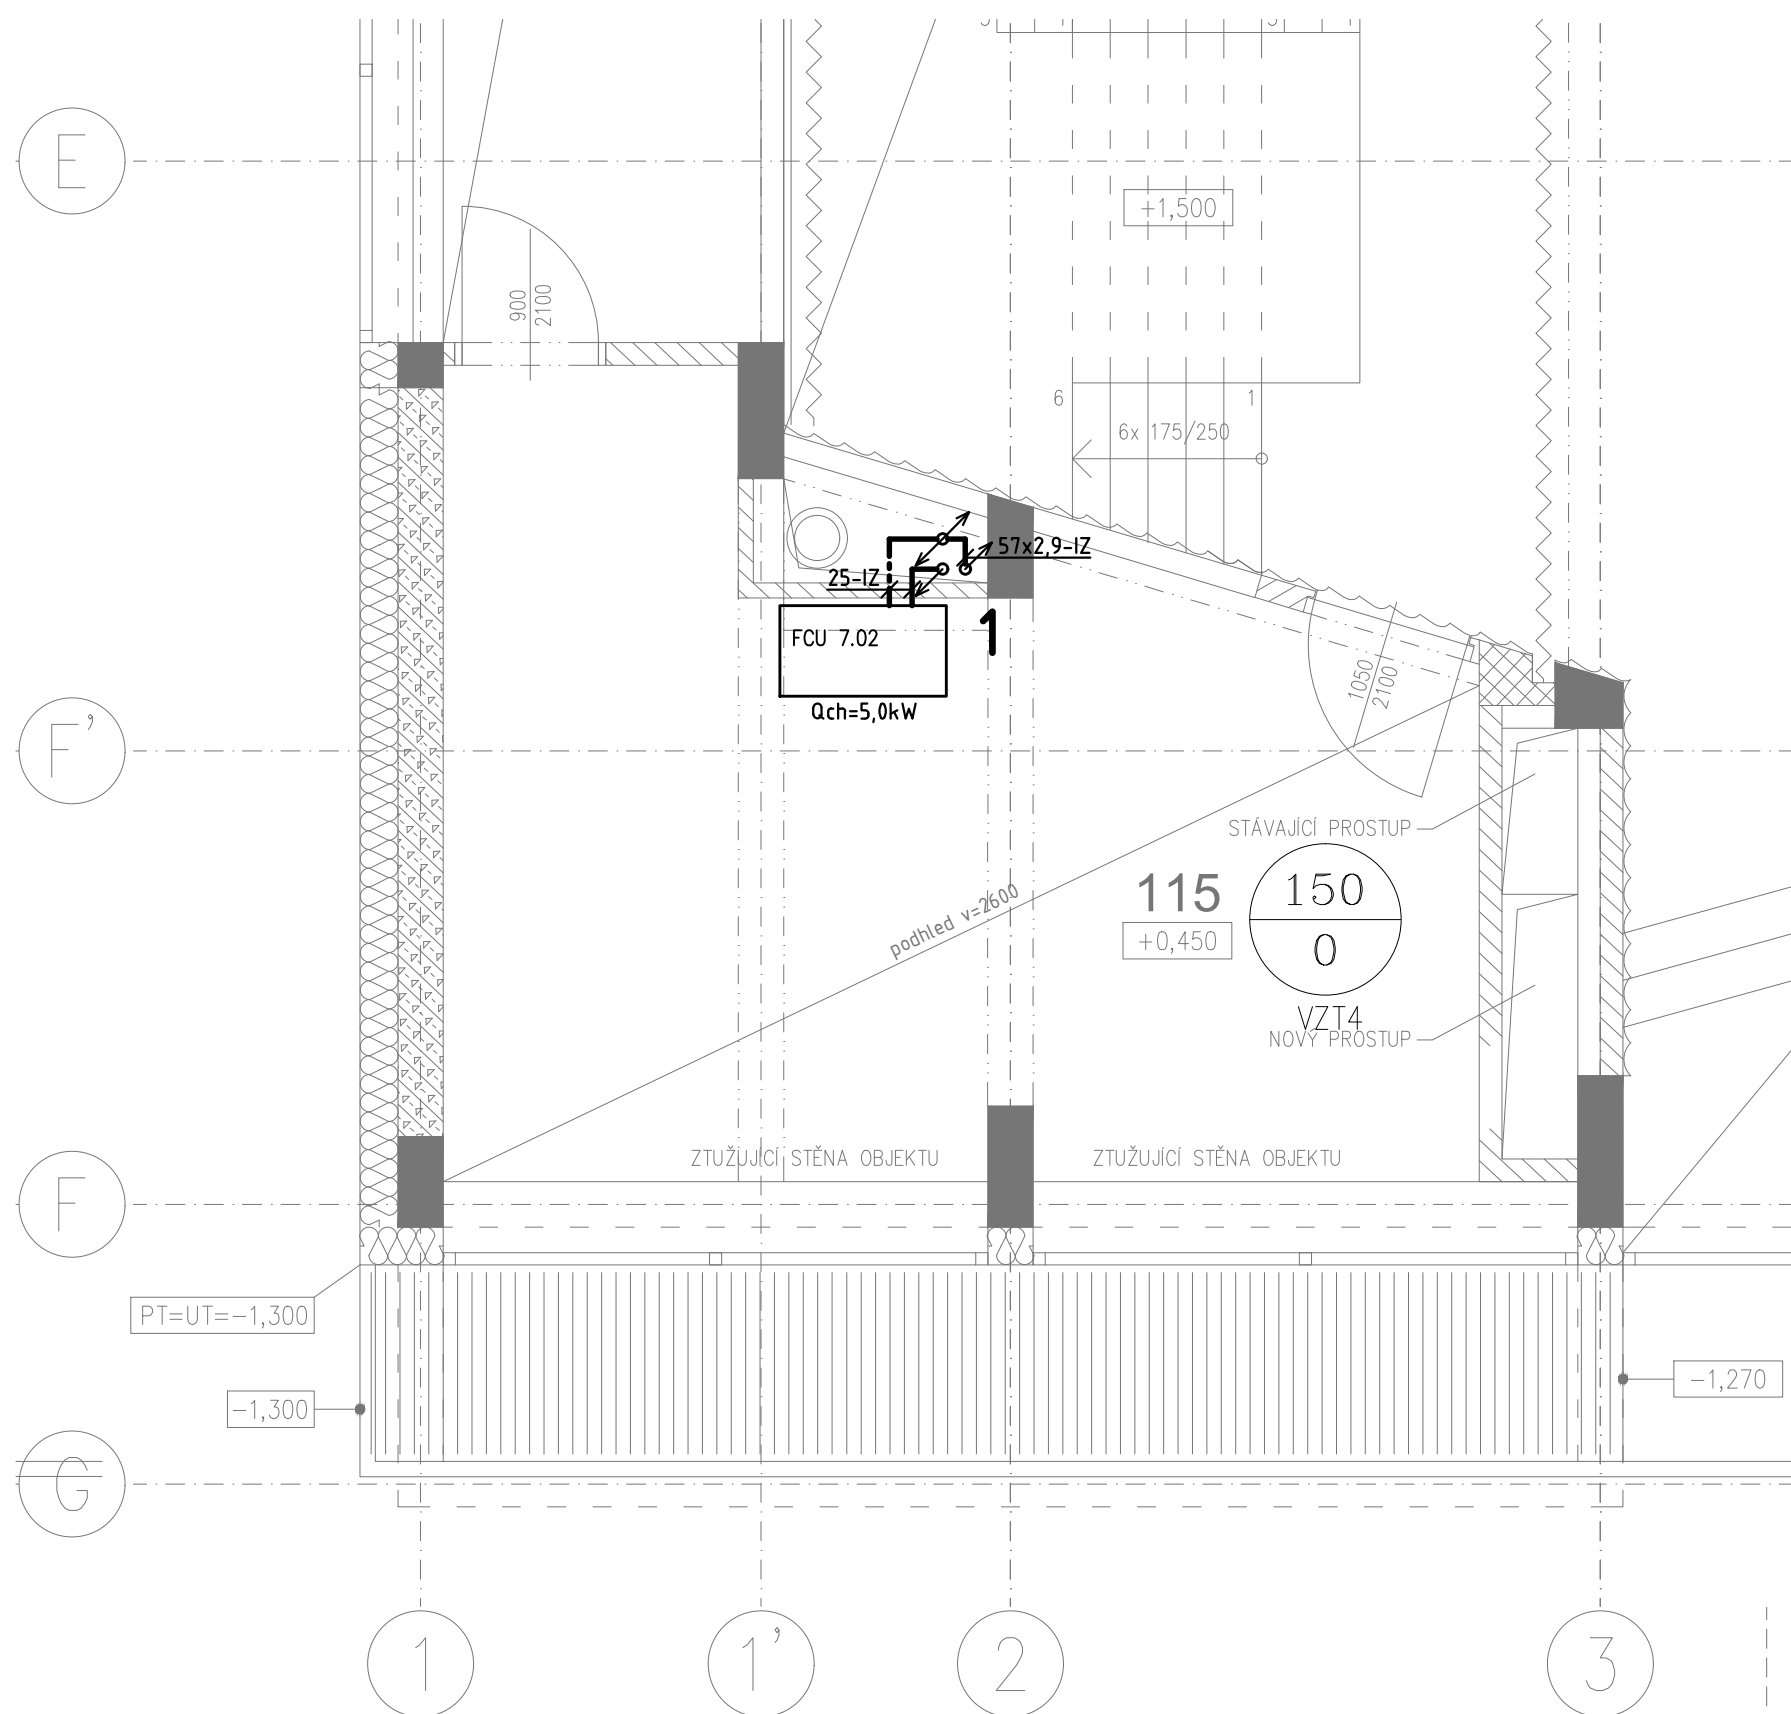 E
+1,500
900
2100
6
1
6x 175/250
57x2,9-IZ
25-IZ
1
FCU 7.02
Qch=5,0kW
1050
2100
F'
STÁVAJÍCÍ PROSTUP
115
+0,450
150
0
VZT4
podhled v=2600
NOVÝ PROSTUP
ZTUŽUJÍCÍ STĚNA OBJEKTU
ZTUŽUJÍCÍ STĚNA OBJEKTU
F
PT=UT=-1,300
-1,300
-1,270
G
1
1'
2
3